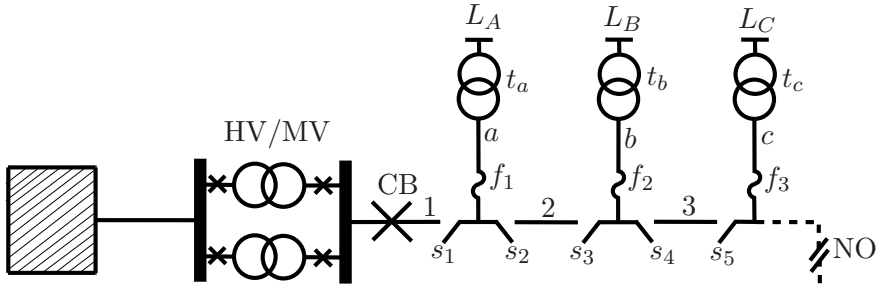 L_A L_B L_C
t_a t_b t_c
HV/MV a b c
f_1 f_2 f_3
CB 1 2 3
s_1 s_2 s_3 s_4 s_5 NO